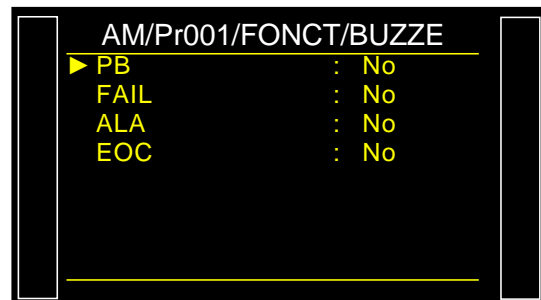 AM/Pr001/FONCT/BUZZE
► PB : No
FAIL : No
ALA : No
EOC : No